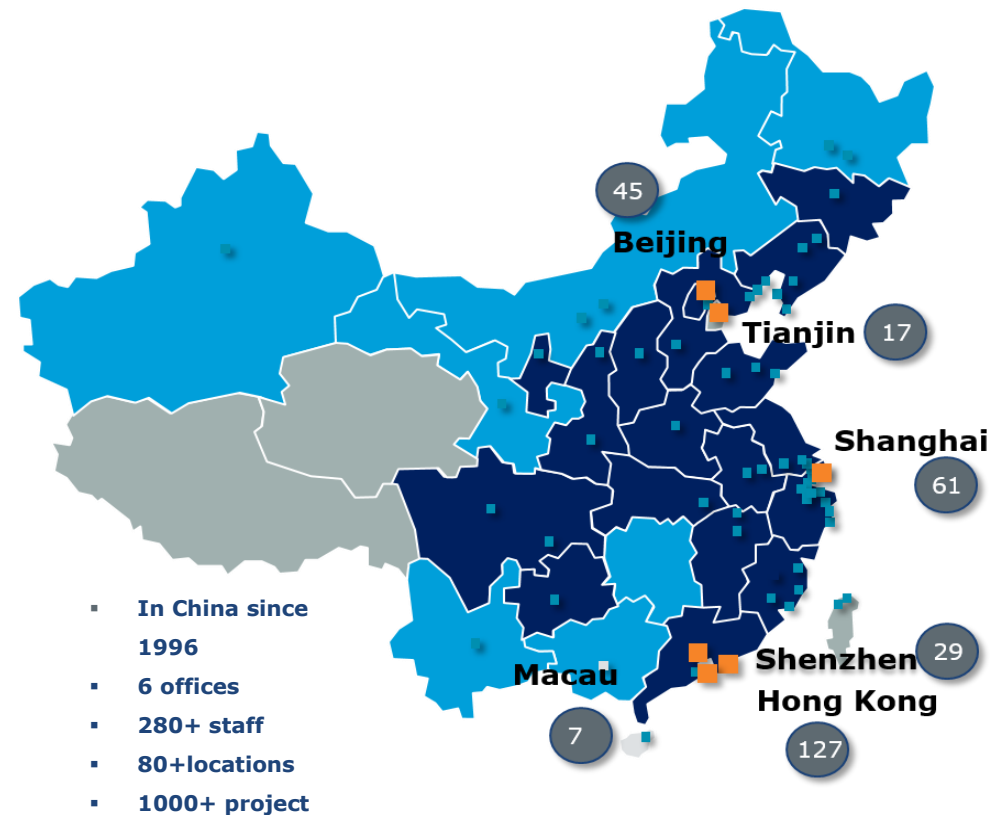 45
Beijing
Tianjin 17
Shanghai
61
▪ In China since
1996
▪ 6 offices
▪ 280+ staff
▪ 80+locations
▪ 1000+ project
Macau
7
Shenzhen 29
Hong Kong
127